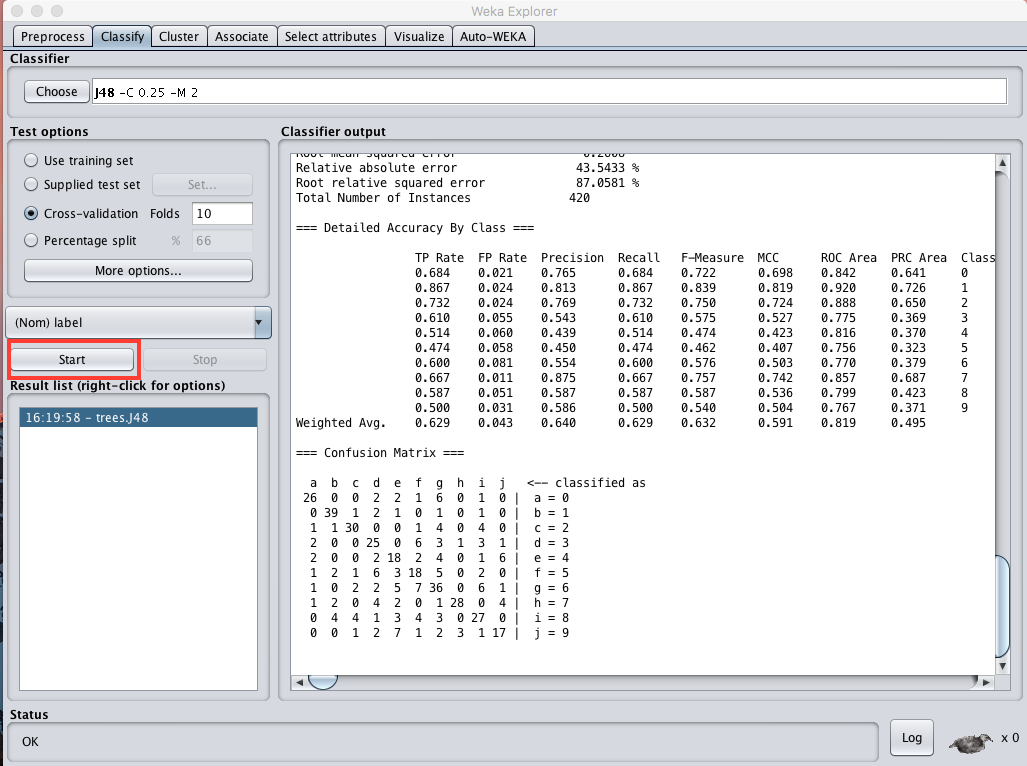 Weka Explorer
Preprocess Classify Cluster Associate Select attributes Visualize Auto-WEKA
Classifier
Choose J48 -C 0.25 -M 2
Test options
Use training set
Supplied test set Set...
Cross-validation Folds 10
Percentage split % 66
More options...
(Nom) label
Start Stop
Result list (right-click for options)
16:19:58 - trees.J48
Classifier output
Root mean squared error
Relative absolute error 43.5433 %
Root relative squared error 87.0581 %
Total Number of Instances 420
=== Detailed Accuracy By Class ===
TP Rate FP Rate Precision Recall F-Measure MCC ROC Area PRC Area Class
0.684 0.021 0.765 0.684 0.722 0.698 0.842 0.641 0
0.867 0.024 0.813 0.867 0.839 0.819 0.920 0.726 1
0.732 0.024 0.769 0.732 0.750 0.724 0.888 0.650 2
0.610 0.055 0.543 0.610 0.575 0.527 0.775 0.369 3
0.514 0.060 0.439 0.514 0.474 0.423 0.816 0.370 4
0.474 0.058 0.450 0.474 0.462 0.407 0.756 0.323 5
0.600 0.081 0.554 0.600 0.576 0.503 0.770 0.379 6
0.667 0.011 0.875 0.667 0.757 0.742 0.857 0.687 7
0.587 0.051 0.587 0.587 0.587 0.536 0.799 0.423 8
0.500 0.031 0.586 0.500 0.540 0.504 0.767 0.371 9
Weighted Avg. 0.629 0.043 0.640 0.629 0.632 0.591 0.819 0.495
=== Confusion Matrix ===
a b c d e f g h i j <-- classified as
26 0 0 2 2 1 6 0 1 0 | a = 0
0 39 1 2 1 0 1 0 1 0 | b = 1
1 1 30 0 0 1 4 0 4 0 | c = 2
2 0 0 25 0 6 3 1 3 1 | d = 3
2 0 0 2 18 2 4 0 1 6 | e = 4
1 2 1 6 3 18 5 0 2 0 | f = 5
1 0 2 2 5 7 36 0 6 1 | g = 6
1 2 0 4 2 0 1 28 0 4 | h = 7
0 4 4 1 3 4 3 0 27 0 | i = 8
0 0 1 2 7 1 2 3 1 17 | j = 9
Status
OK
Log
x 0